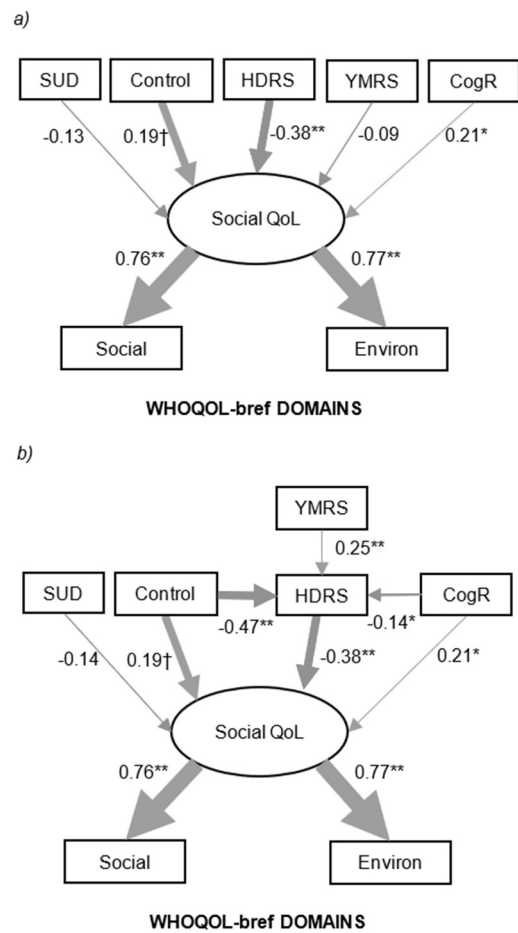 a)
SUD Control HDRS YMRS CogR
-0.13 0.19† -0.38** -0.09 0.21*
Social QoL
0.76** 0.77**
Social Environ
WHOQOL-bref DOMAINS
b)
YMRS
0.25**
SUD Control HDRS CogR
-0.47** -0.14*
-0.14 0.19† -0.38** 0.21*
Social QoL
0.76** 0.77**
Social Environ
WHOQOL-bref DOMAINS